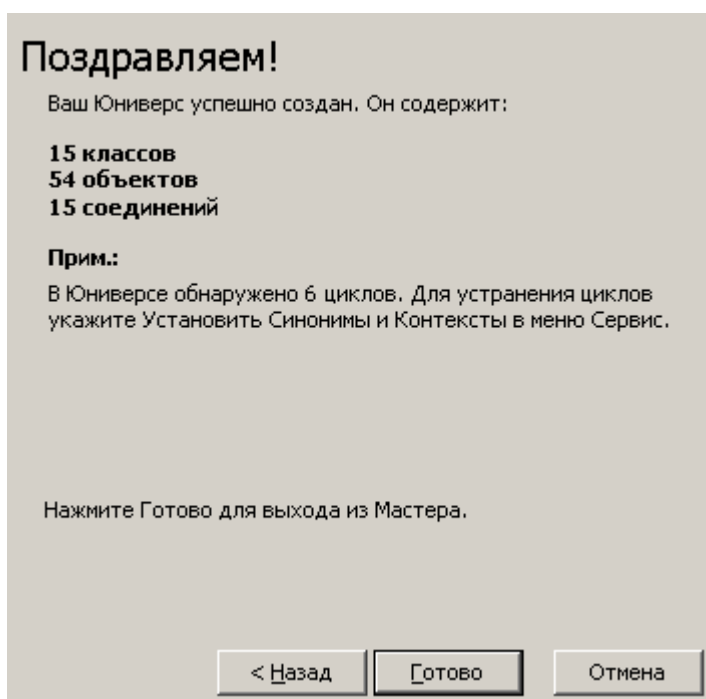 Поздравляем!
Ваш Юниверс успешно создан. Он содержит:
15 классов
54 объектов
15 соединений
Прим.:
В Юниверсе обнаружено 6 циклов. Для устранения циклов
укажите Установить Синонимы и Контексты в меню Сервис.
Нажмите Готово для выхода из Мастера.
< Назад Готово Отмена